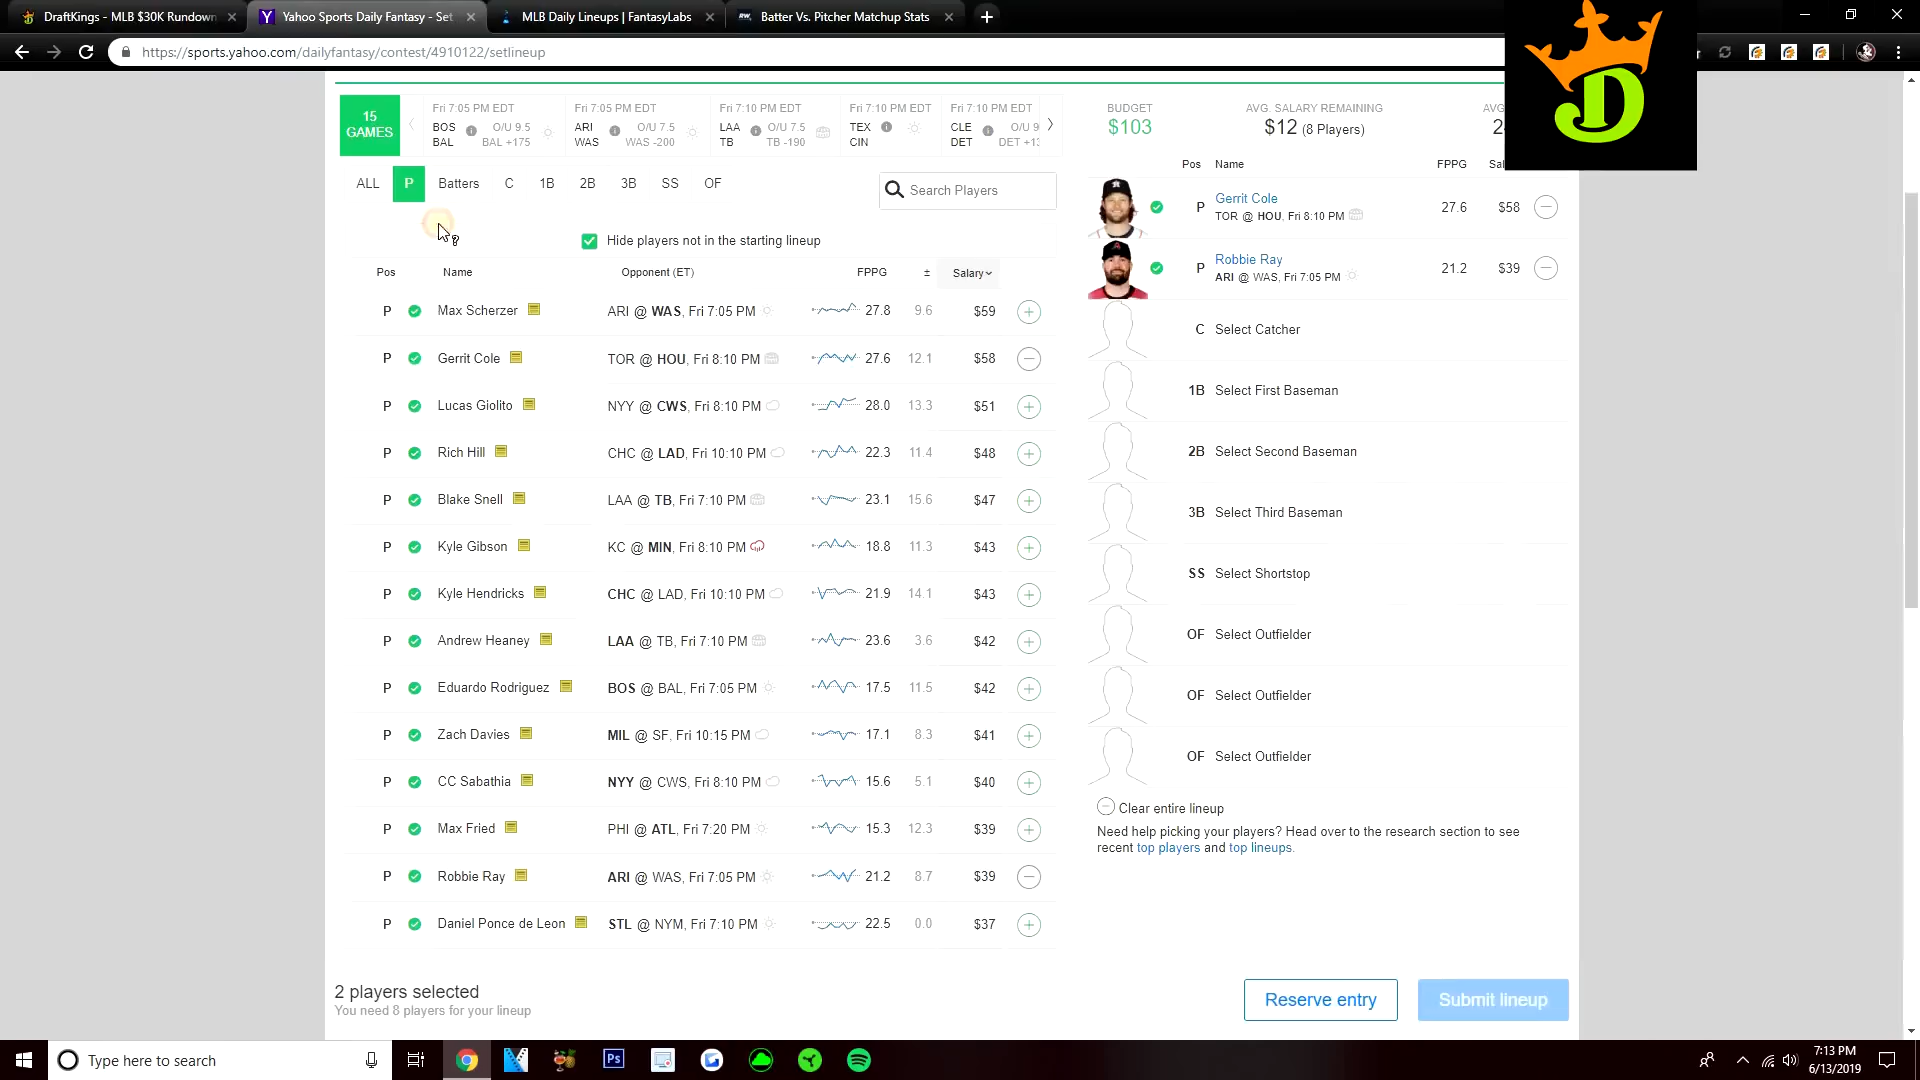 DraftKings - MLB $30K Rundown
Yahoo Sports Daily Fantasy - Set
MLB Daily Lineups | FantasyLabs
Batter Vs. Pitcher Matchup Stats
https://sports.yahoo.com/dailyfantasy/contest/4910122/setlineup
15 GAMES
Fri 7:05 PM EDT
BOS O/U 9.5
BAL BAL +175
Fri 7:05 PM EDT
ARI O/U 7.5
WAS WAS -200
Fri 7:10 PM EDT
LAA O/U 7.5
TB TB -190
Fri 7:10 PM EDT
TEX
CIN
Fri 7:10 PM EDT
CLE O/U 9
DET DET +1
BUDGET
$103
AVG. SALARY REMAINING
$12 (8 Players)
AVG
2
ALL P Batters C 1B 2B 3B SS OF
Search Players
Hide players not in the starting lineup
Pos Name Opponent (ET) FPPG ± Salary
P Max Scherzer ARI @ WAS, Fri 7:05 PM 27.8 9.6 $59
P Gerrit Cole TOR @ HOU, Fri 8:10 PM 27.6 12.1 $58
P Lucas Giolito NYY @ CWS, Fri 8:10 PM 28.0 13.3 $51
P Rich Hill CHC @ LAD, Fri 10:10 PM 22.3 11.4 $48
P Blake Snell LAA @ TB, Fri 7:10 PM 23.1 15.6 $47
P Kyle Gibson KC @ MIN, Fri 8:10 PM 18.8 11.3 $43
P Kyle Hendricks CHC @ LAD, Fri 10:10 PM 21.9 14.1 $43
P Andrew Heaney LAA @ TB, Fri 7:10 PM 23.6 3.6 $42
P Eduardo Rodriguez BOS @ BAL, Fri 7:05 PM 17.5 11.5 $42
P Zach Davies MIL @ SF, Fri 10:15 PM 17.1 8.3 $41
P CC Sabathia NYY @ CWS, Fri 8:10 PM 15.6 5.1 $40
P Max Fried PHI @ ATL, Fri 7:20 PM 15.3 12.3 $39
P Robbie Ray ARI @ WAS, Fri 7:05 PM 21.2 8.7 $39
P Daniel Ponce de Leon STL @ NYM, Fri 7:10 PM 22.5 0.0 $37
Pos Name FPPG Sal
P Gerrit Cole 27.6 $58
TOR @ HOU, Fri 8:10 PM
P Robbie Ray 21.2 $39
ARI @ WAS, Fri 7:05 PM
C Select Catcher
1B Select First Baseman
2B Select Second Baseman
3B Select Third Baseman
SS Select Shortstop
OF Select Outfielder
OF Select Outfielder
OF Select Outfielder
Clear entire lineup
Need help picking your players? Head over to the research section to see
recent top players and top lineups.
2 players selected
You need 8 players for your lineup
Reserve entry
Submit lineup
Type here to search
Ps
7:13 PM
6/13/2019
D